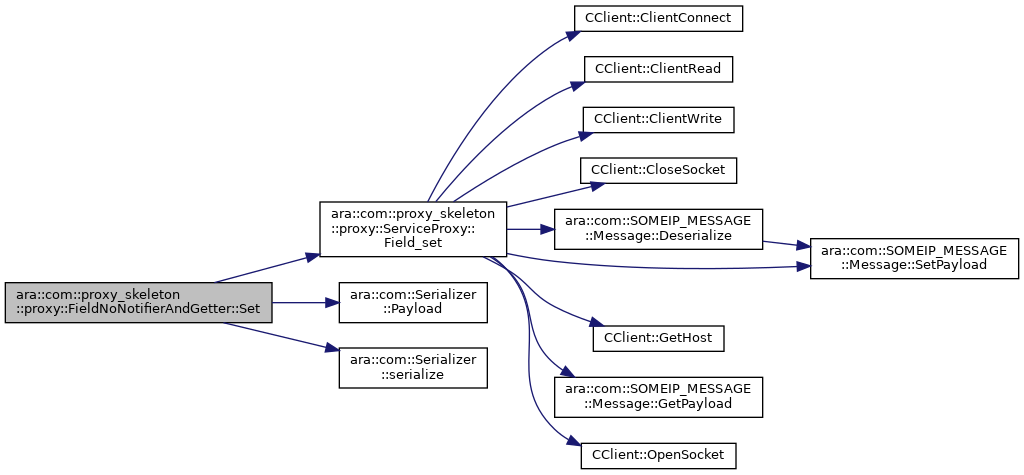 CClient::ClientConnect
CClient::ClientRead
CClient::ClientWrite
CClient::CloseSocket
ara::com::proxy_skeleton
::proxy::ServiceProxy::
Field_set
ara::com::SOMEIP_MESSAGE
::Message::Deserialize
ara::com::SOMEIP_MESSAGE
::Message::SetPayload
ara::com::proxy_skeleton
::proxy::FieldNoNotifierAndGetter::Set
ara::com::Serializer
::Payload
ara::com::Serializer
::serialize
CClient::GetHost
ara::com::SOMEIP_MESSAGE
::Message::GetPayload
CClient::OpenSocket